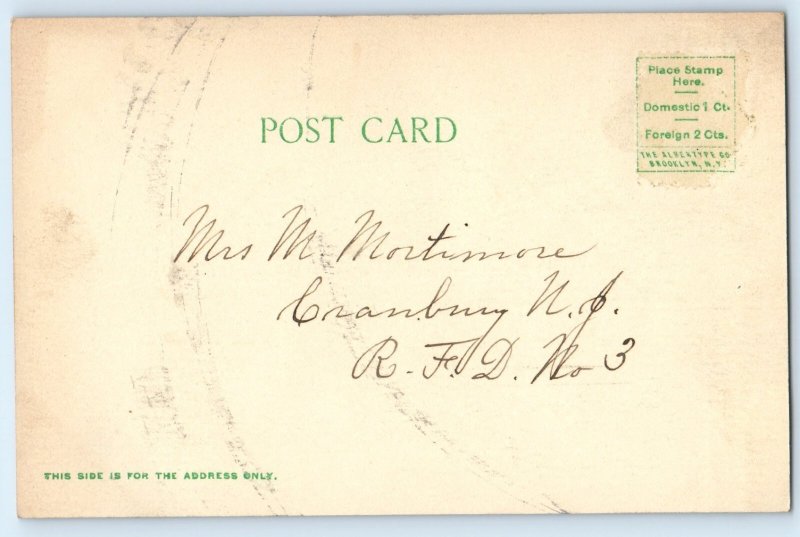 POST CARD
Place Stamp
Here.
Domestic 1 Ct.
Foreign 2 Cts.
THE ALBERTYPE CO.
BROOKLYN, N.Y.
Mrs M Mortimore
Cranbury N.J.
R.F.D. No 3
THIS SIDE IS FOR THE ADDRESS ONLY.